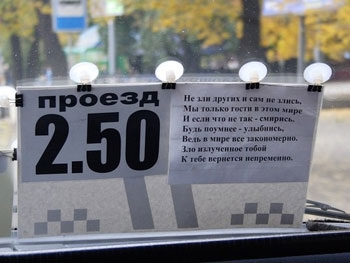 проезд
2.50
Не зли других и сам не злись,
Мы только гости в этом мире
И если что не так - смирись,
Будь поумнее - улыбнись.
Ведь в мире все закономерно.
Зло излученное тобой
К тебе вернется непременно.